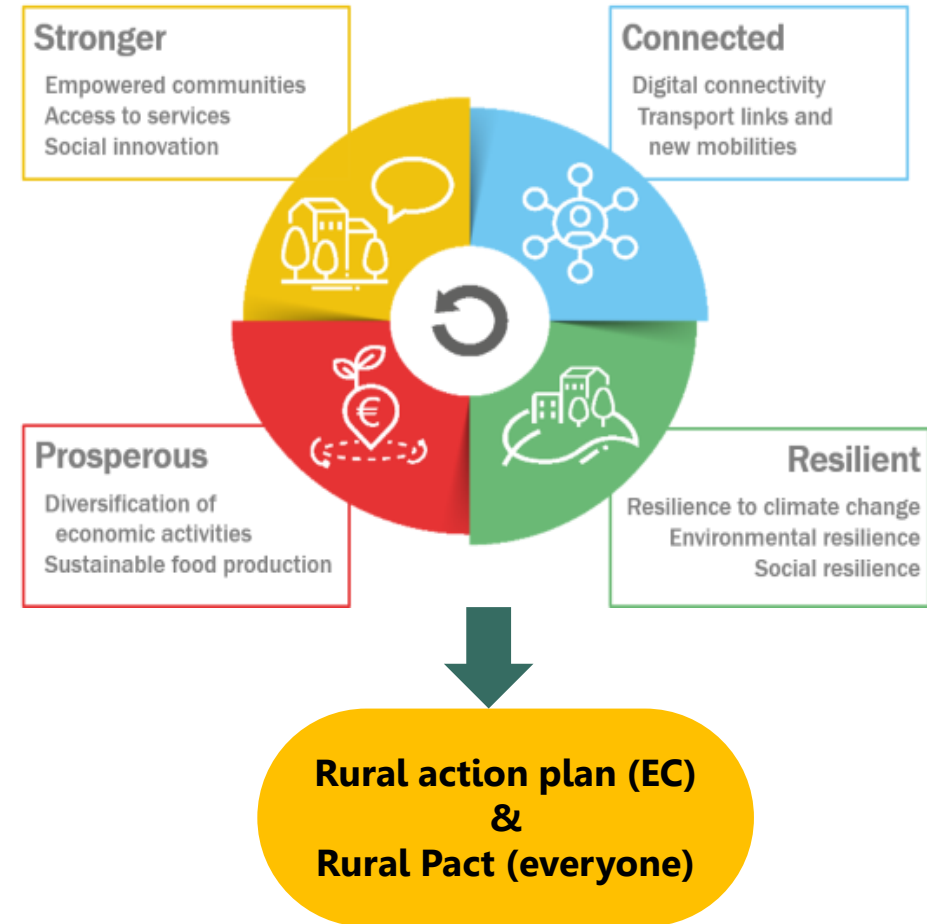 Stronger
Empowered communities
Access to services
Social innovation
Connected
Digital connectivity
Transport links and
new mobilities
€
Prosperous
Diversification of
economic activities
Sustainable food production
Resilient
Resilience to climate change
Environmental resilience
Social resilience
Rural action plan (EC)
&
Rural Pact (everyone)